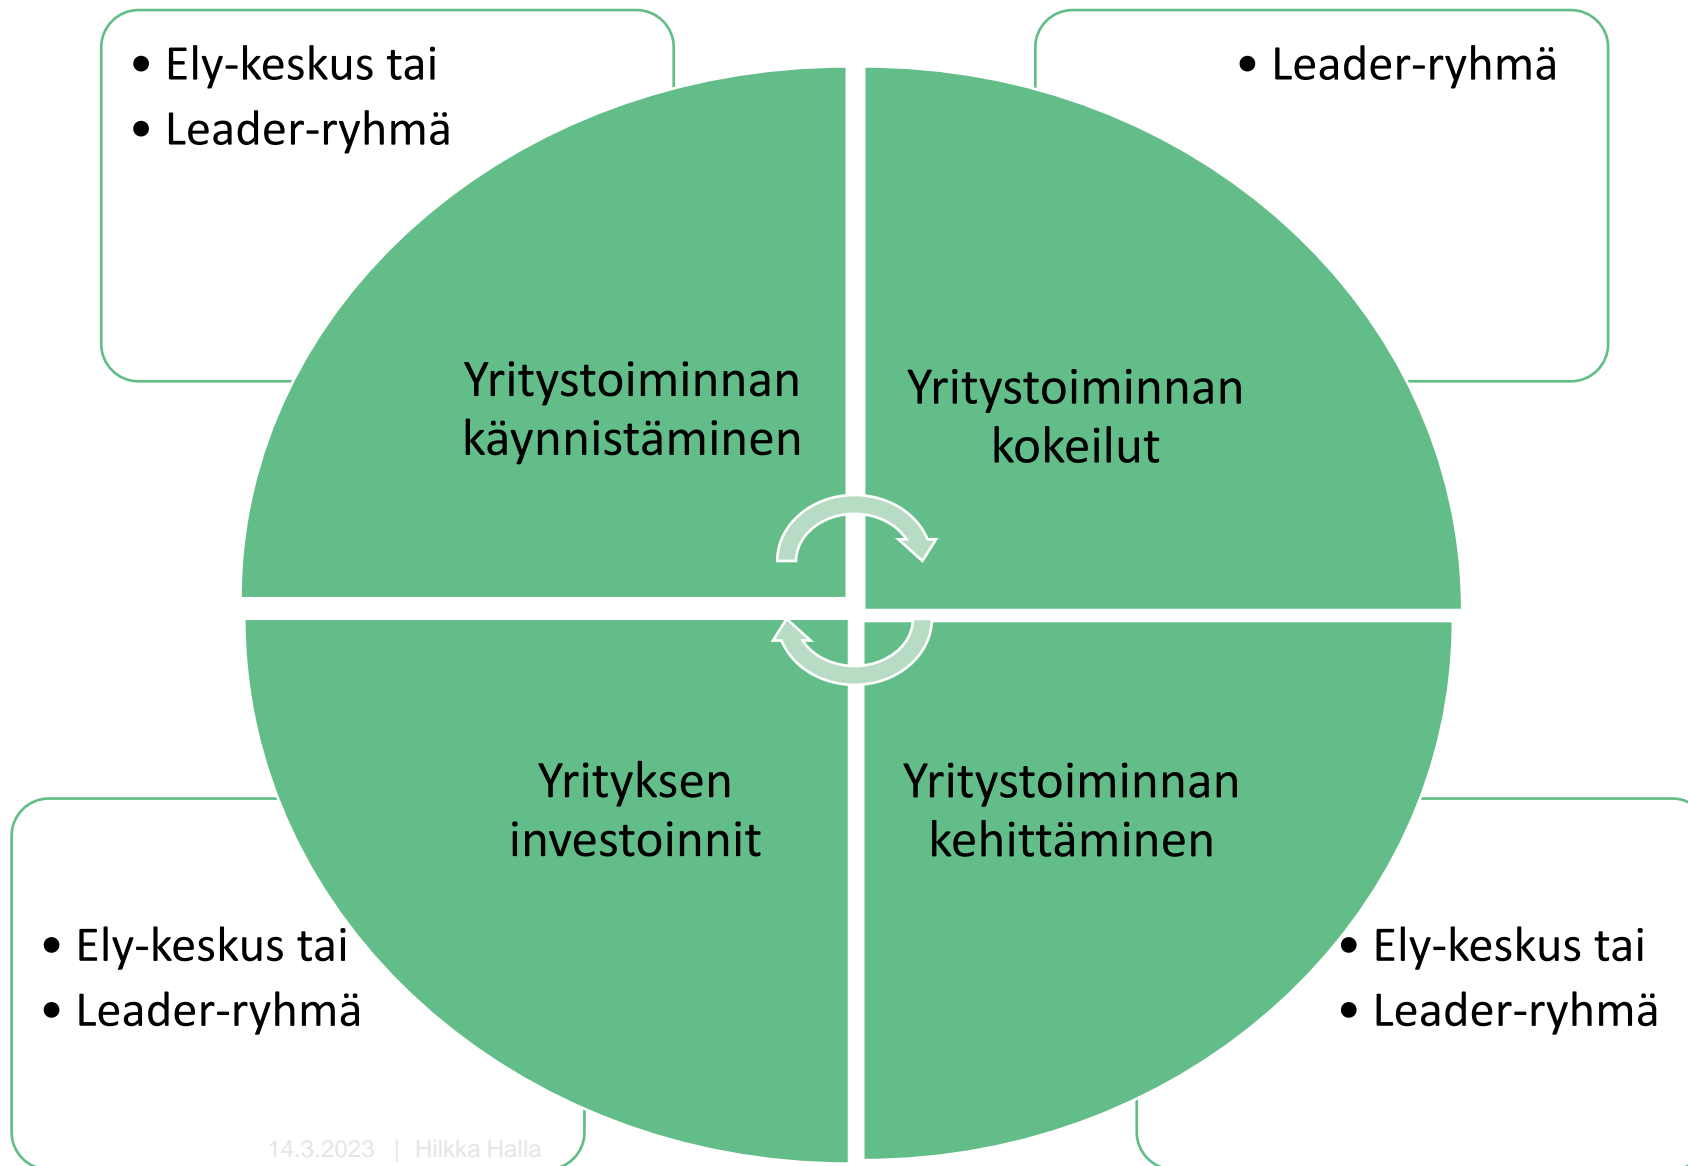 • Ely-keskus tai
• Leader-ryhmä
• Leader-ryhmä
Yritystoiminnan
käynnistäminen
Yritystoiminnan
kokeilut
Yrityksen
investoinnit
Yritystoiminnan
kehittäminen
• Ely-keskus tai
• Leader-ryhmä
• Ely-keskus tai
• Leader-ryhmä
14.3.2023 | Hilkka Halla